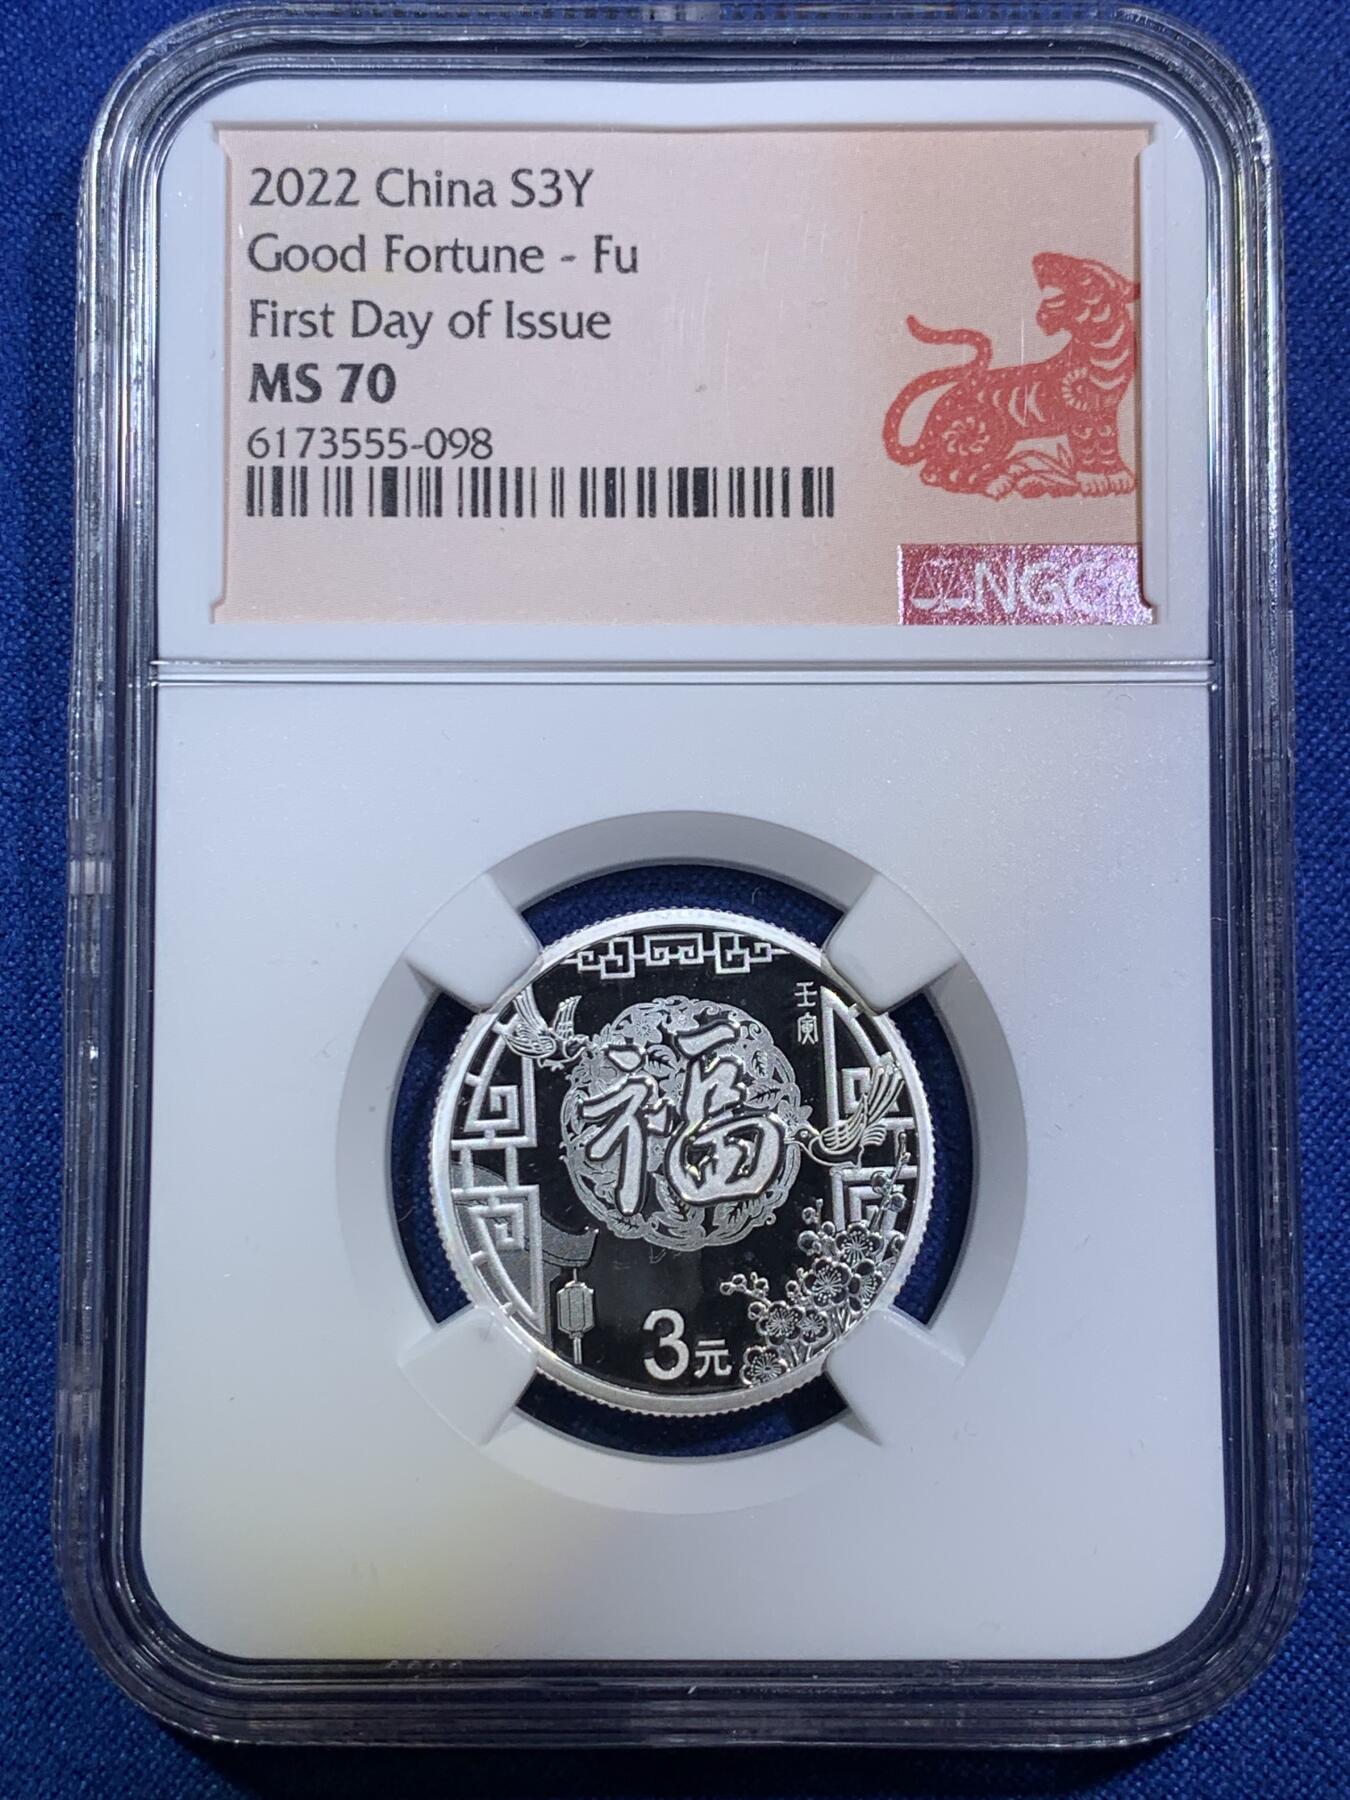 2022 China S3Y
Good Fortune - Fu
First Day of Issue
MS 70
6173555-098
NGC
壬寅
福
3元